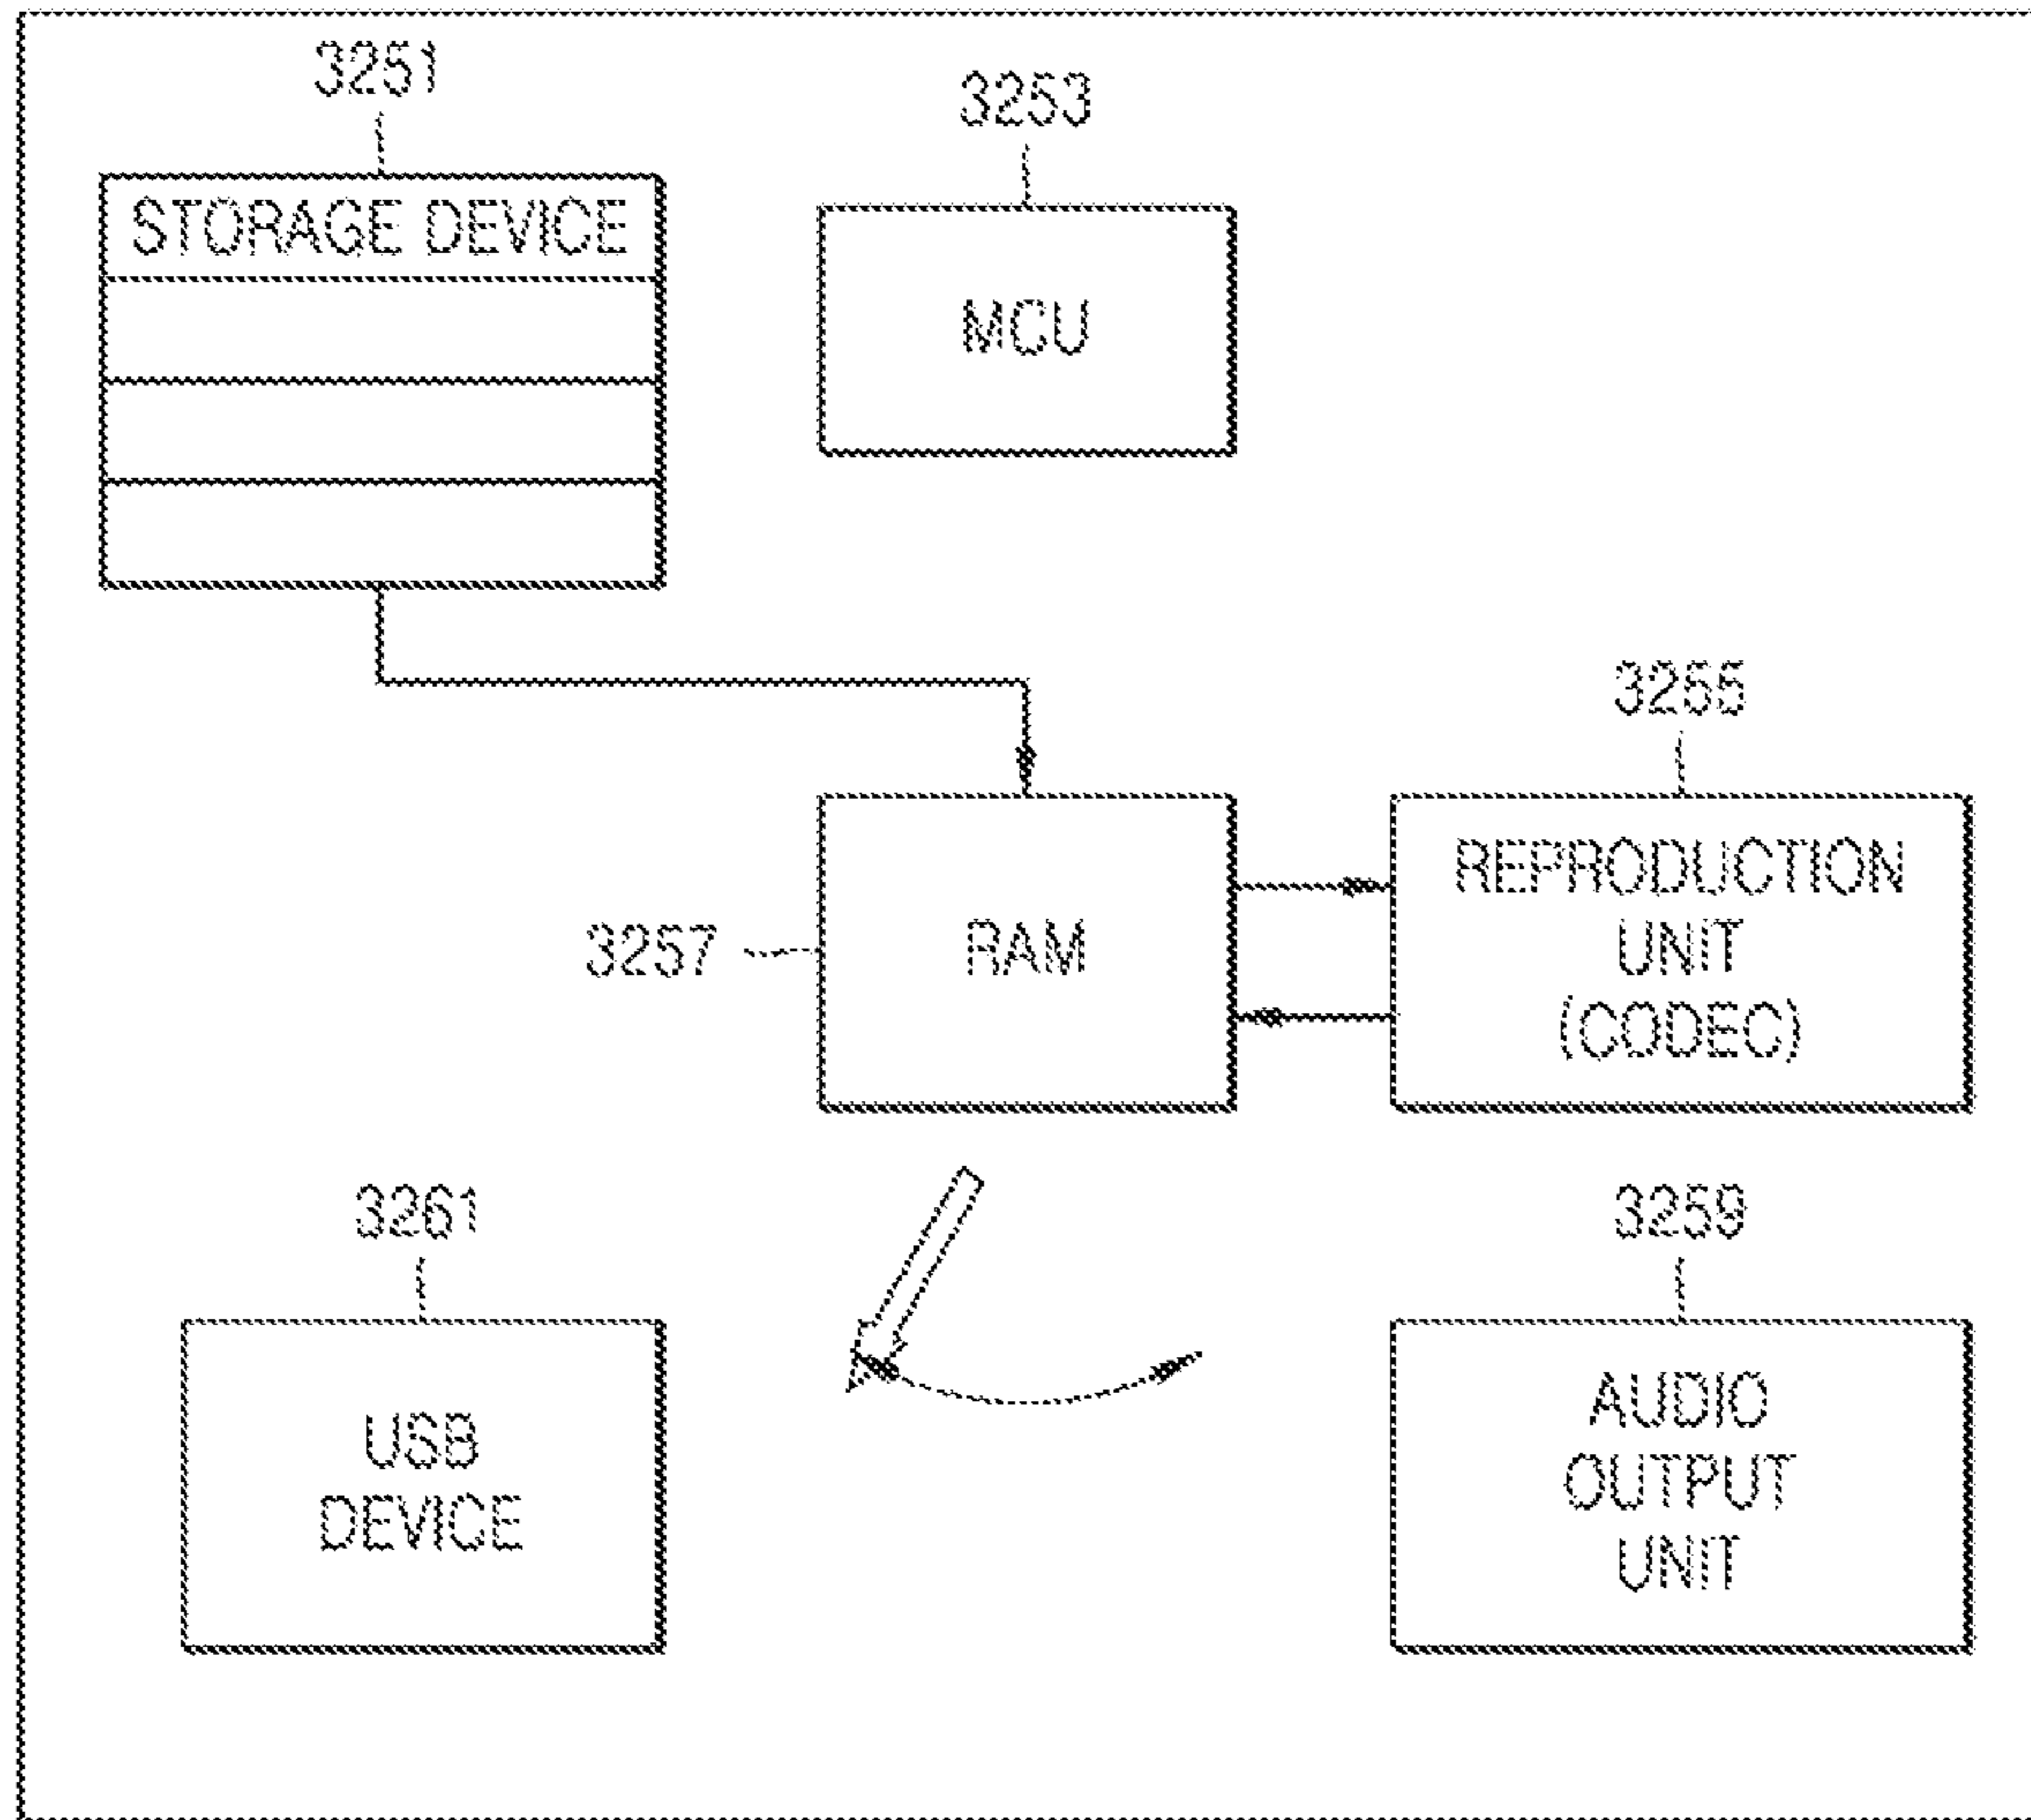 3251
3253
STORAGE DEVICE
MCU
3255
3257
RAM
REPRODUCTION
UNIT
(CODEC)
3261
3259
USB
DEVICE
AUDIO
OUTPUT
UNIT